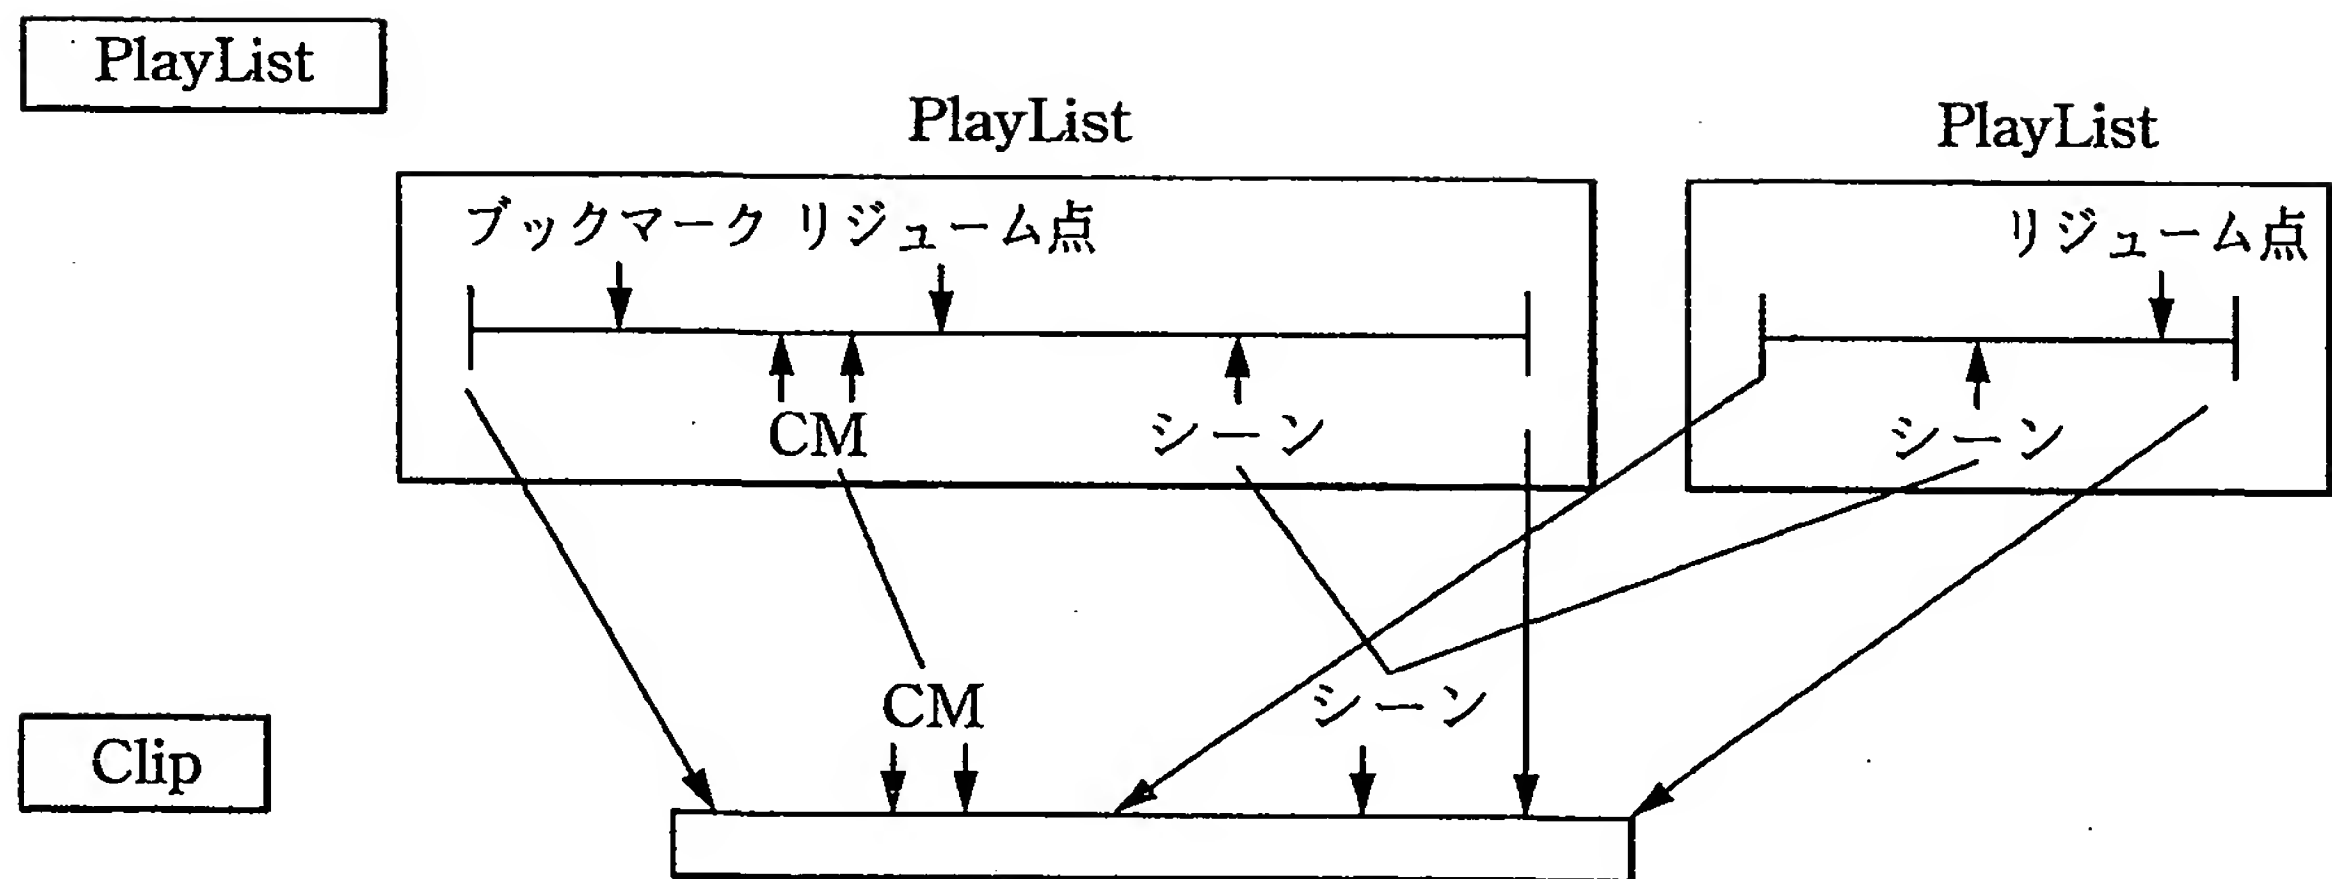 PlayList
PlayList
PlayList
ブックマーク リジューム点
リジューム点
CM
シーン
シーン
CM
シーン
Clip